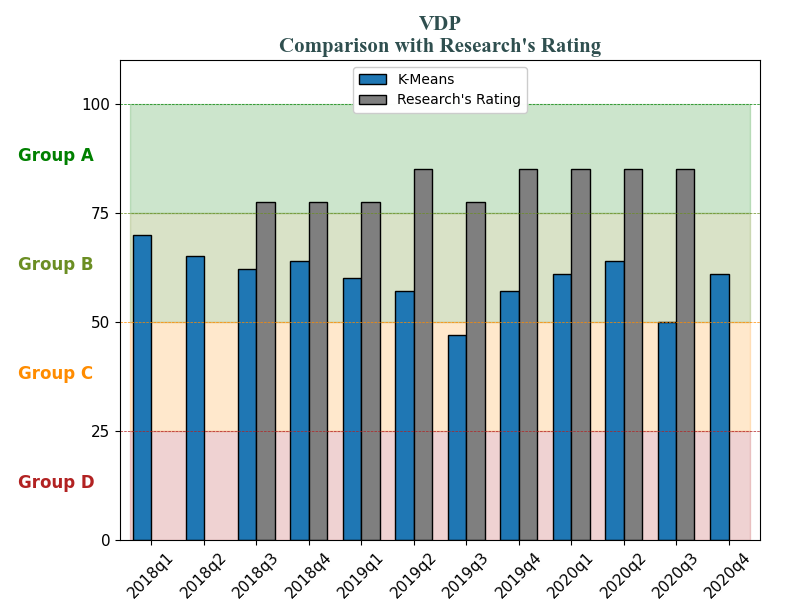 VDP
Comparison with Research's Rating
K-Means
Research's Rating
100
Group A
75
Group B
50
Group C
25
Group D
0
2018q1 2018q2 2018q3 2018q4 2019q1 2019q2 2019q3 2019q4 2020q1 2020q2 2020q3 2020q4